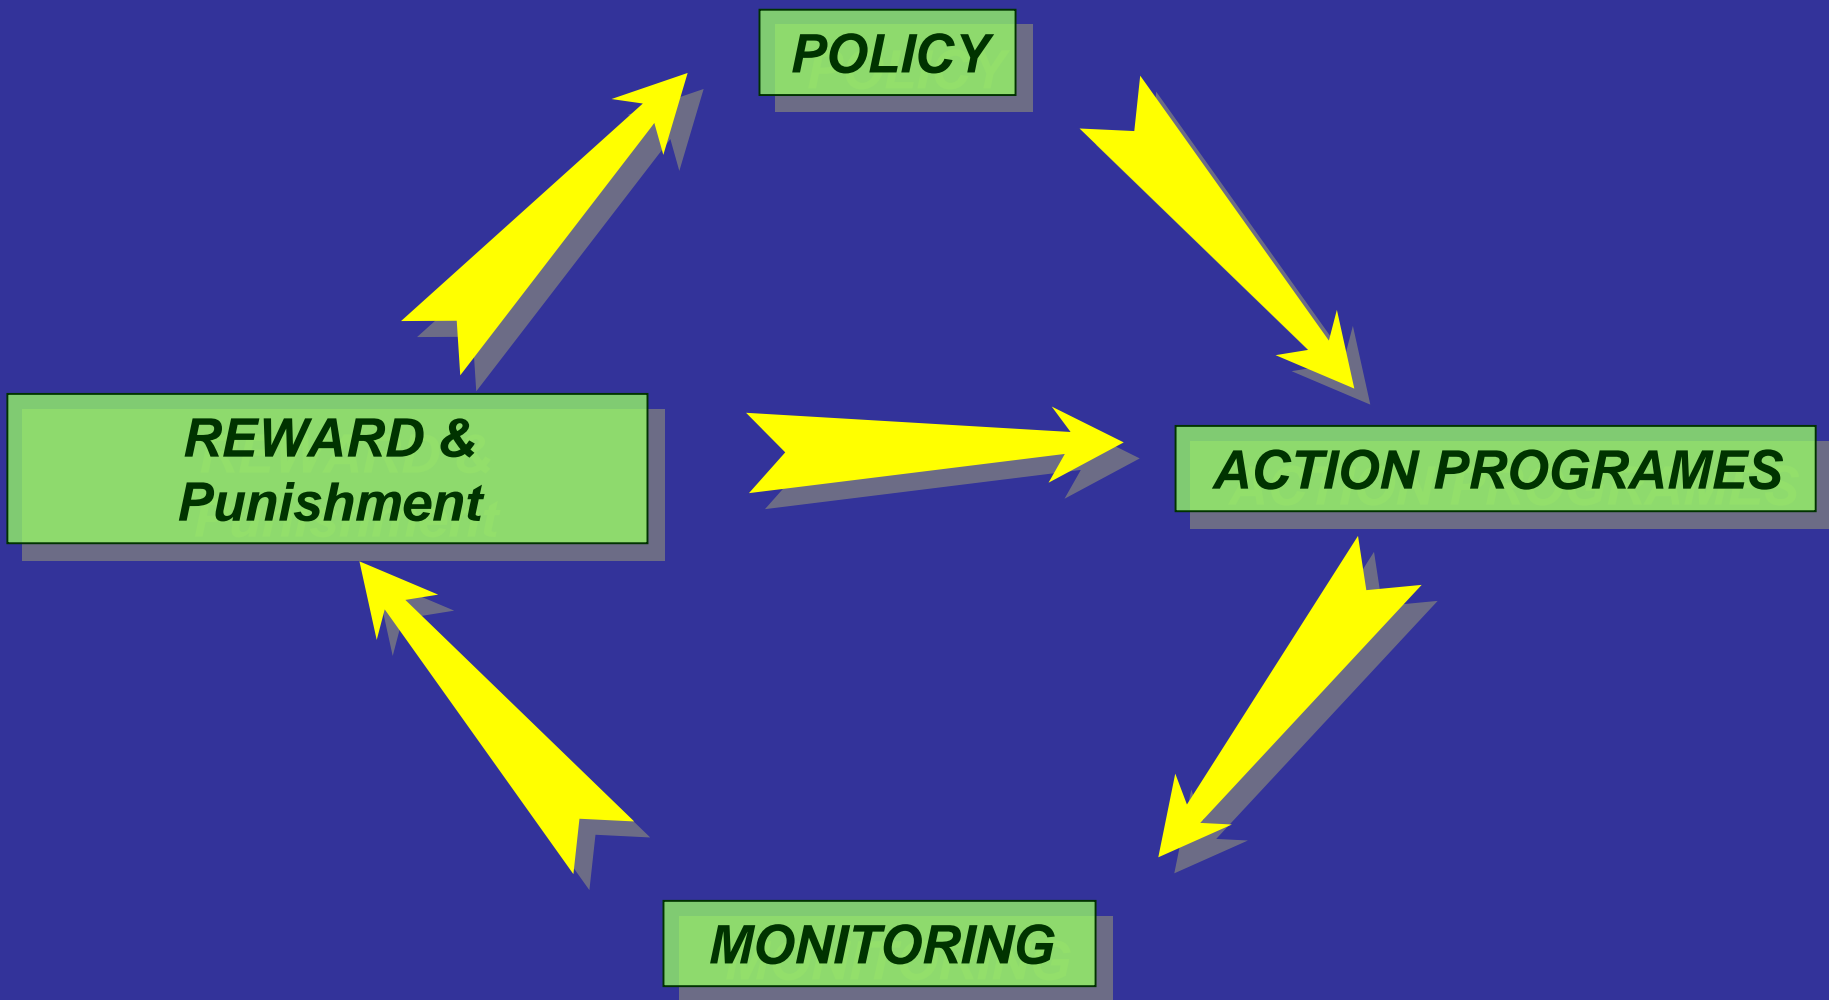 POLICY
REWARD &
Punishment
ACTION PROGRAMES
MONITORING